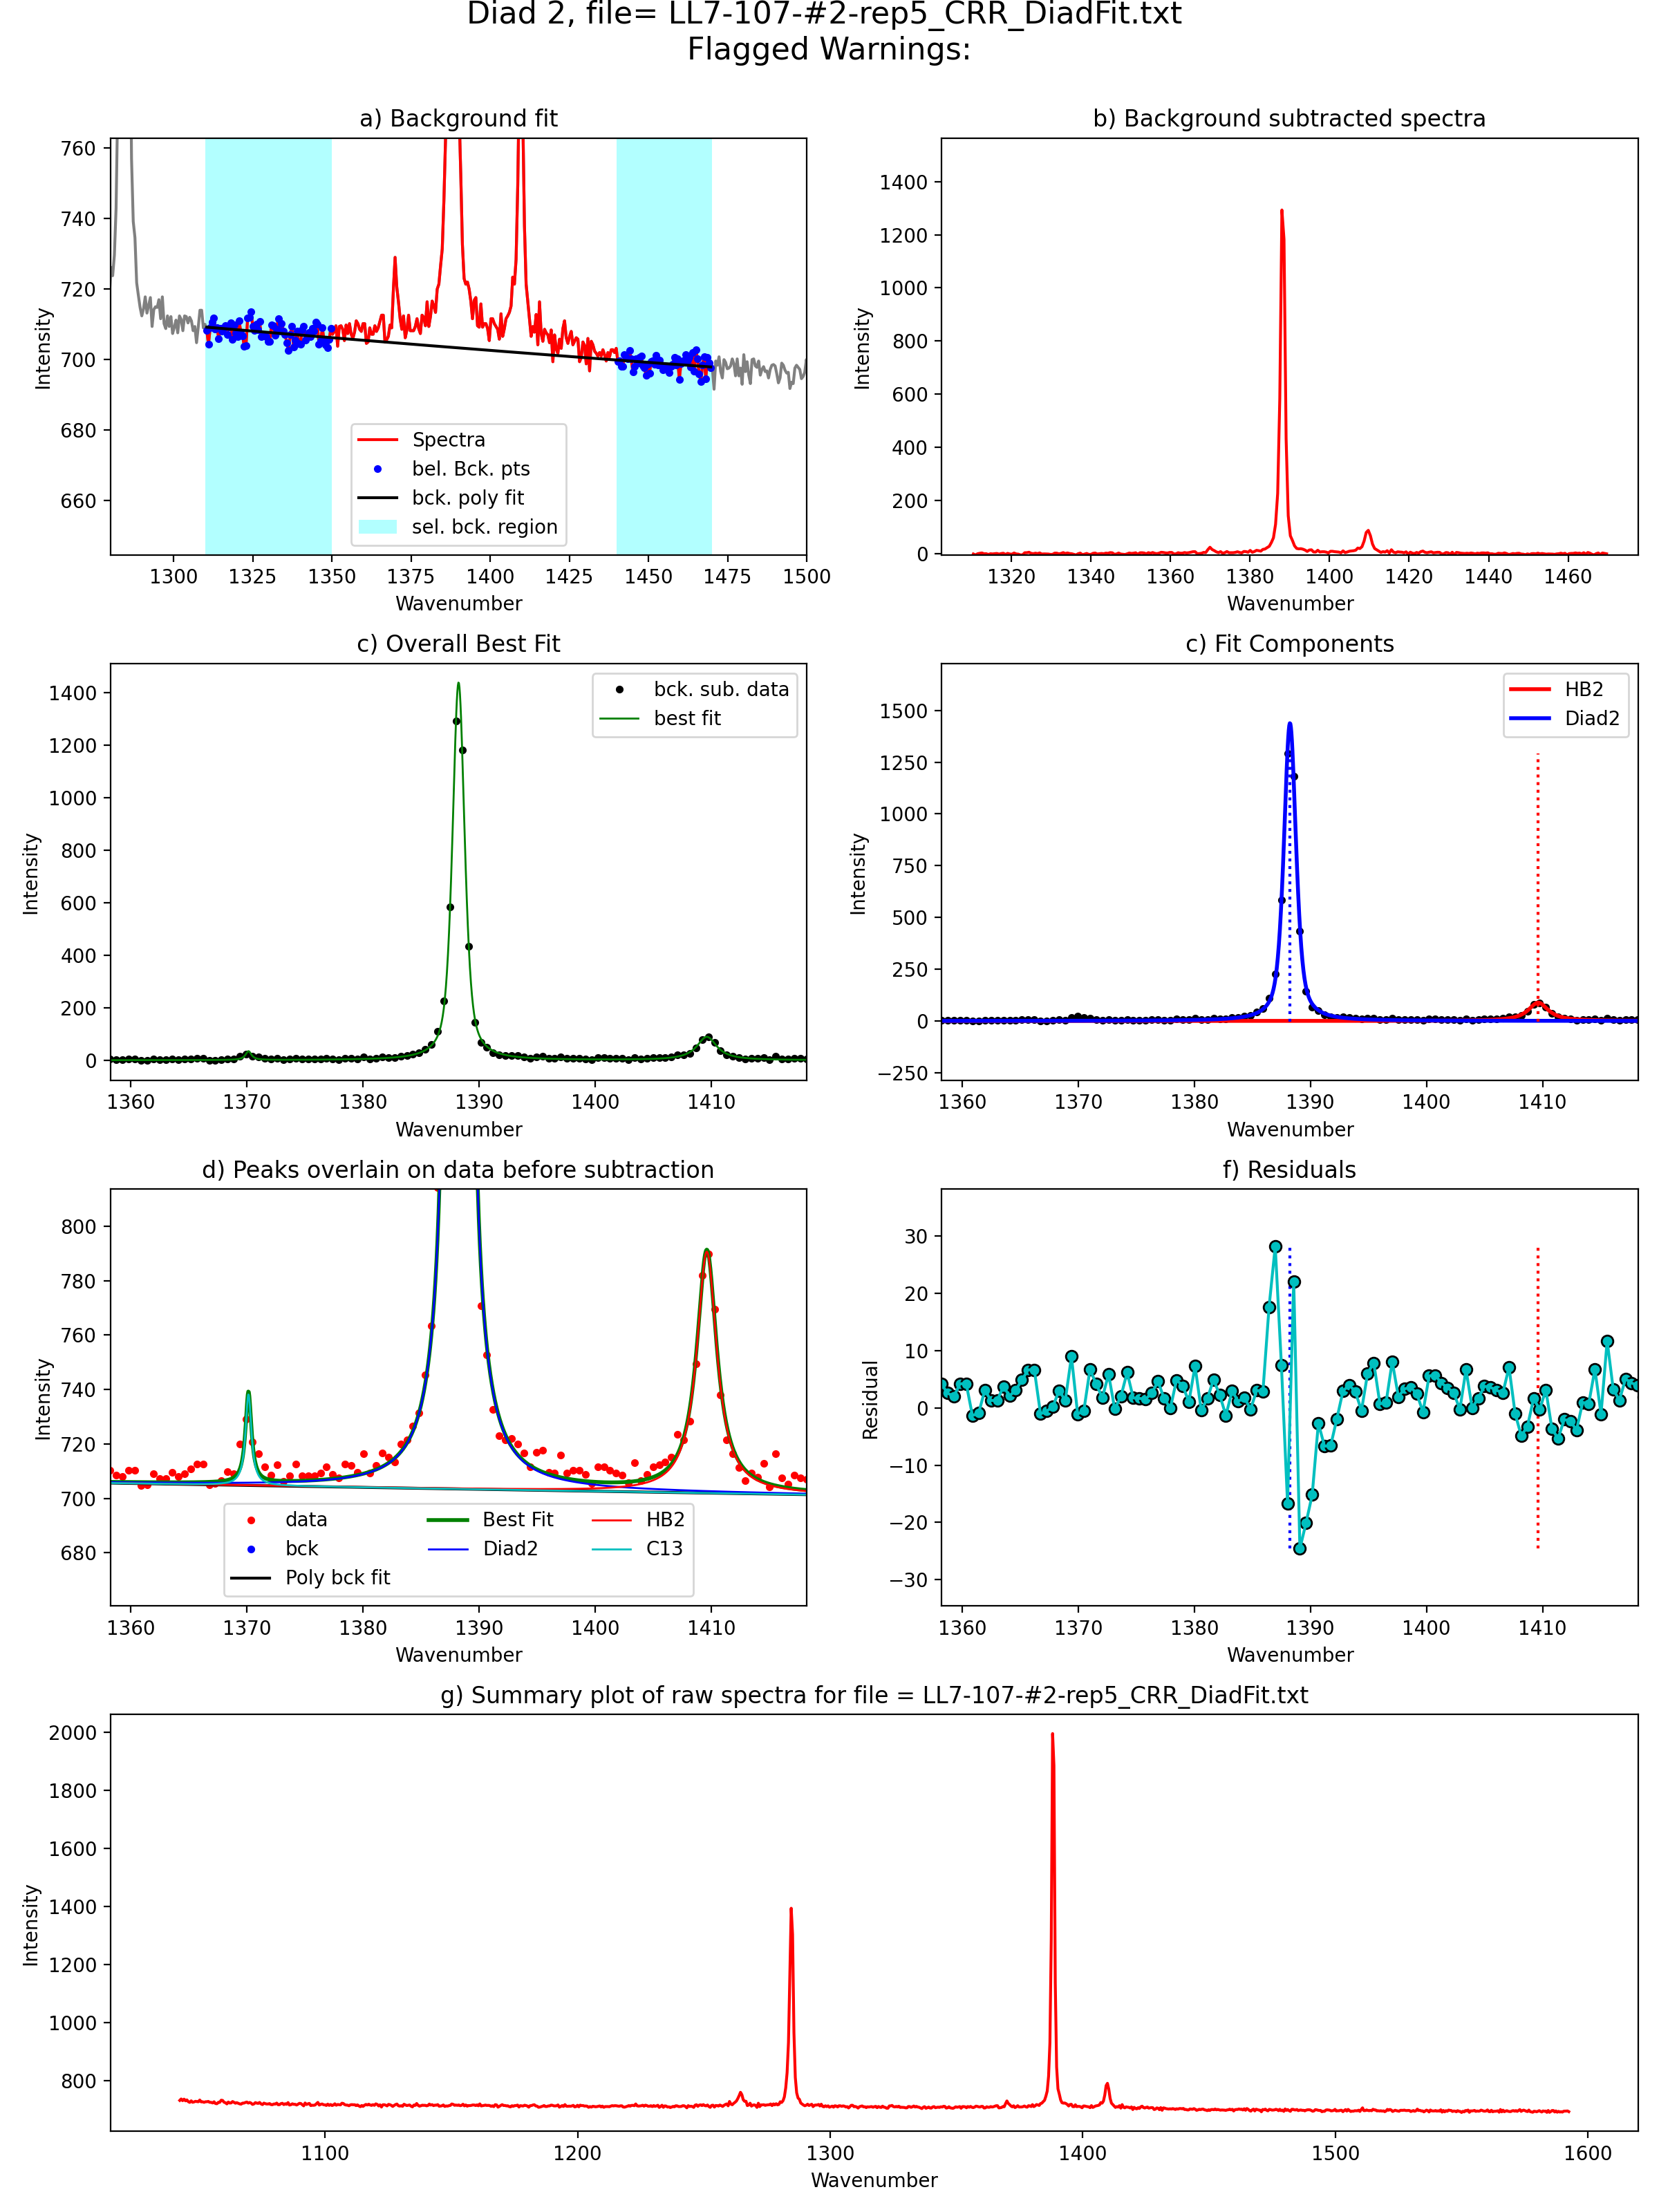 Diad 2, file= LL7-107-#2-rep5_CRR_DiadFit.txt
Flagged Warnings:
a) Background fit
760
740
720
700
680
660
Intensity
Spectra
bel. Bck. pts
bck. poly fit
sel. bck. region
1300 1325 1350 1375 1400 1425 1450 1475 1500
Wavenumber
b) Background subtracted spectra
1400
1200
1000
800
600
400
200
0
Intensity
1320 1340 1360 1380 1400 1420 1440 1460
Wavenumber
c) Overall Best Fit
1400
1200
1000
800
600
400
200
0
Intensity
bck. sub. data
best fit
1360 1370 1380 1390 1400 1410
Wavenumber
c) Fit Components
1500
1250
1000
750
500
250
0
−250
Intensity
HB2
Diad2
1360 1370 1380 1390 1400 1410
Wavenumber
d) Peaks overlain on data before subtraction
800
780
760
740
720
700
680
Intensity
data
bck
Poly bck fit
Best Fit
Diad2
HB2
C13
1360 1370 1380 1390 1400 1410
Wavenumber
f) Residuals
30
20
10
0
−10
−20
−30
Residual
1360 1370 1380 1390 1400 1410
Wavenumber
g) Summary plot of raw spectra for file = LL7-107-#2-rep5_CRR_DiadFit.txt
2000
1800
1600
1400
1200
1000
800
Intensity
1100 1200 1300 1400 1500 1600
Wavenumber